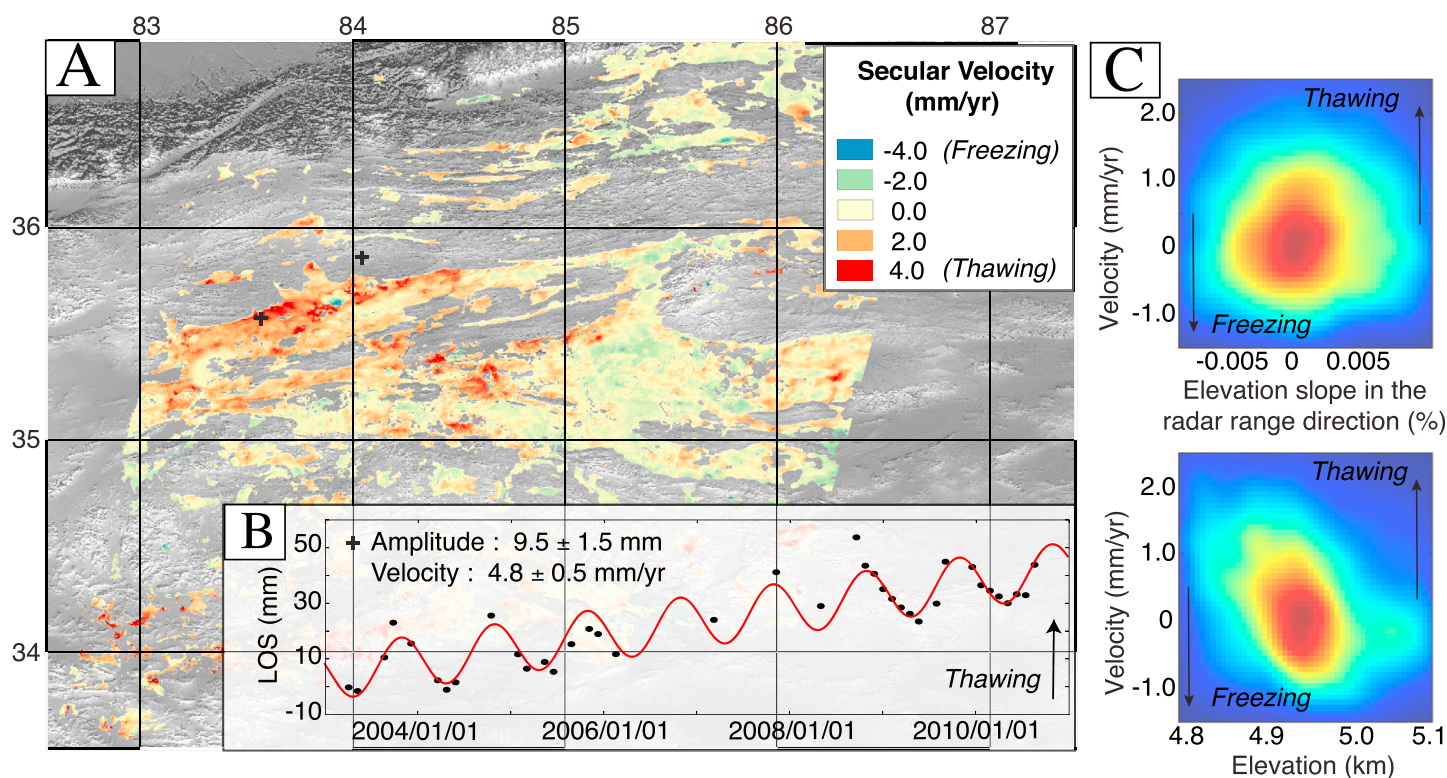 83 84 85 86 87
A
36
35
34
Secular Velocity
(mm/yr)
-4.0 (Freezing)
-2.0
0.0
2.0
4.0 (Thawing)
B
+ Amplitude : 9.5 ± 1.5 mm
Velocity : 4.8 ± 0.5 mm/yr
LOS (mm)
50
30
10
-10
Thawing
2004/01/01 2006/01/01 2008/01/01 2010/01/01
C
Thawing
Velocity (mm/yr)
2.0
1.0
0
-1.0
Freezing
-0.005 0 0.005
Elevation slope in the
radar range direction (%)
Thawing
Velocity (mm/yr)
2.0
1.0
0
-1.0
Freezing
4.8 4.9 5.0 5.1
Elevation (km)